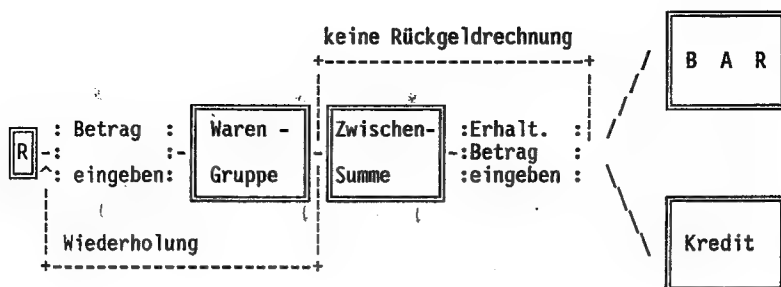 keine Rückgeldrechnung
B A R
: Betrag : Waren - Zwischen- :Erhalt. :
R -: :- - -:Betrag :
: eingeben: Gruppe Summe :eingeben :
Wiederholung
Kredit